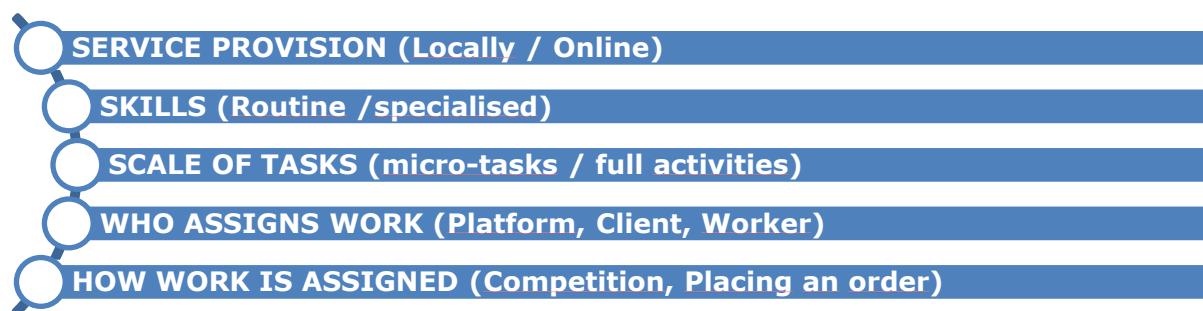 SERVICE PROVISION (Locally / Online)
SKILLS (Routine /specialised)
SCALE OF TASKS (micro-tasks / full activities)
WHO ASSIGNS WORK (Platform, Client, Worker)
HOW WORK IS ASSIGNED (Competition, Placing an order)